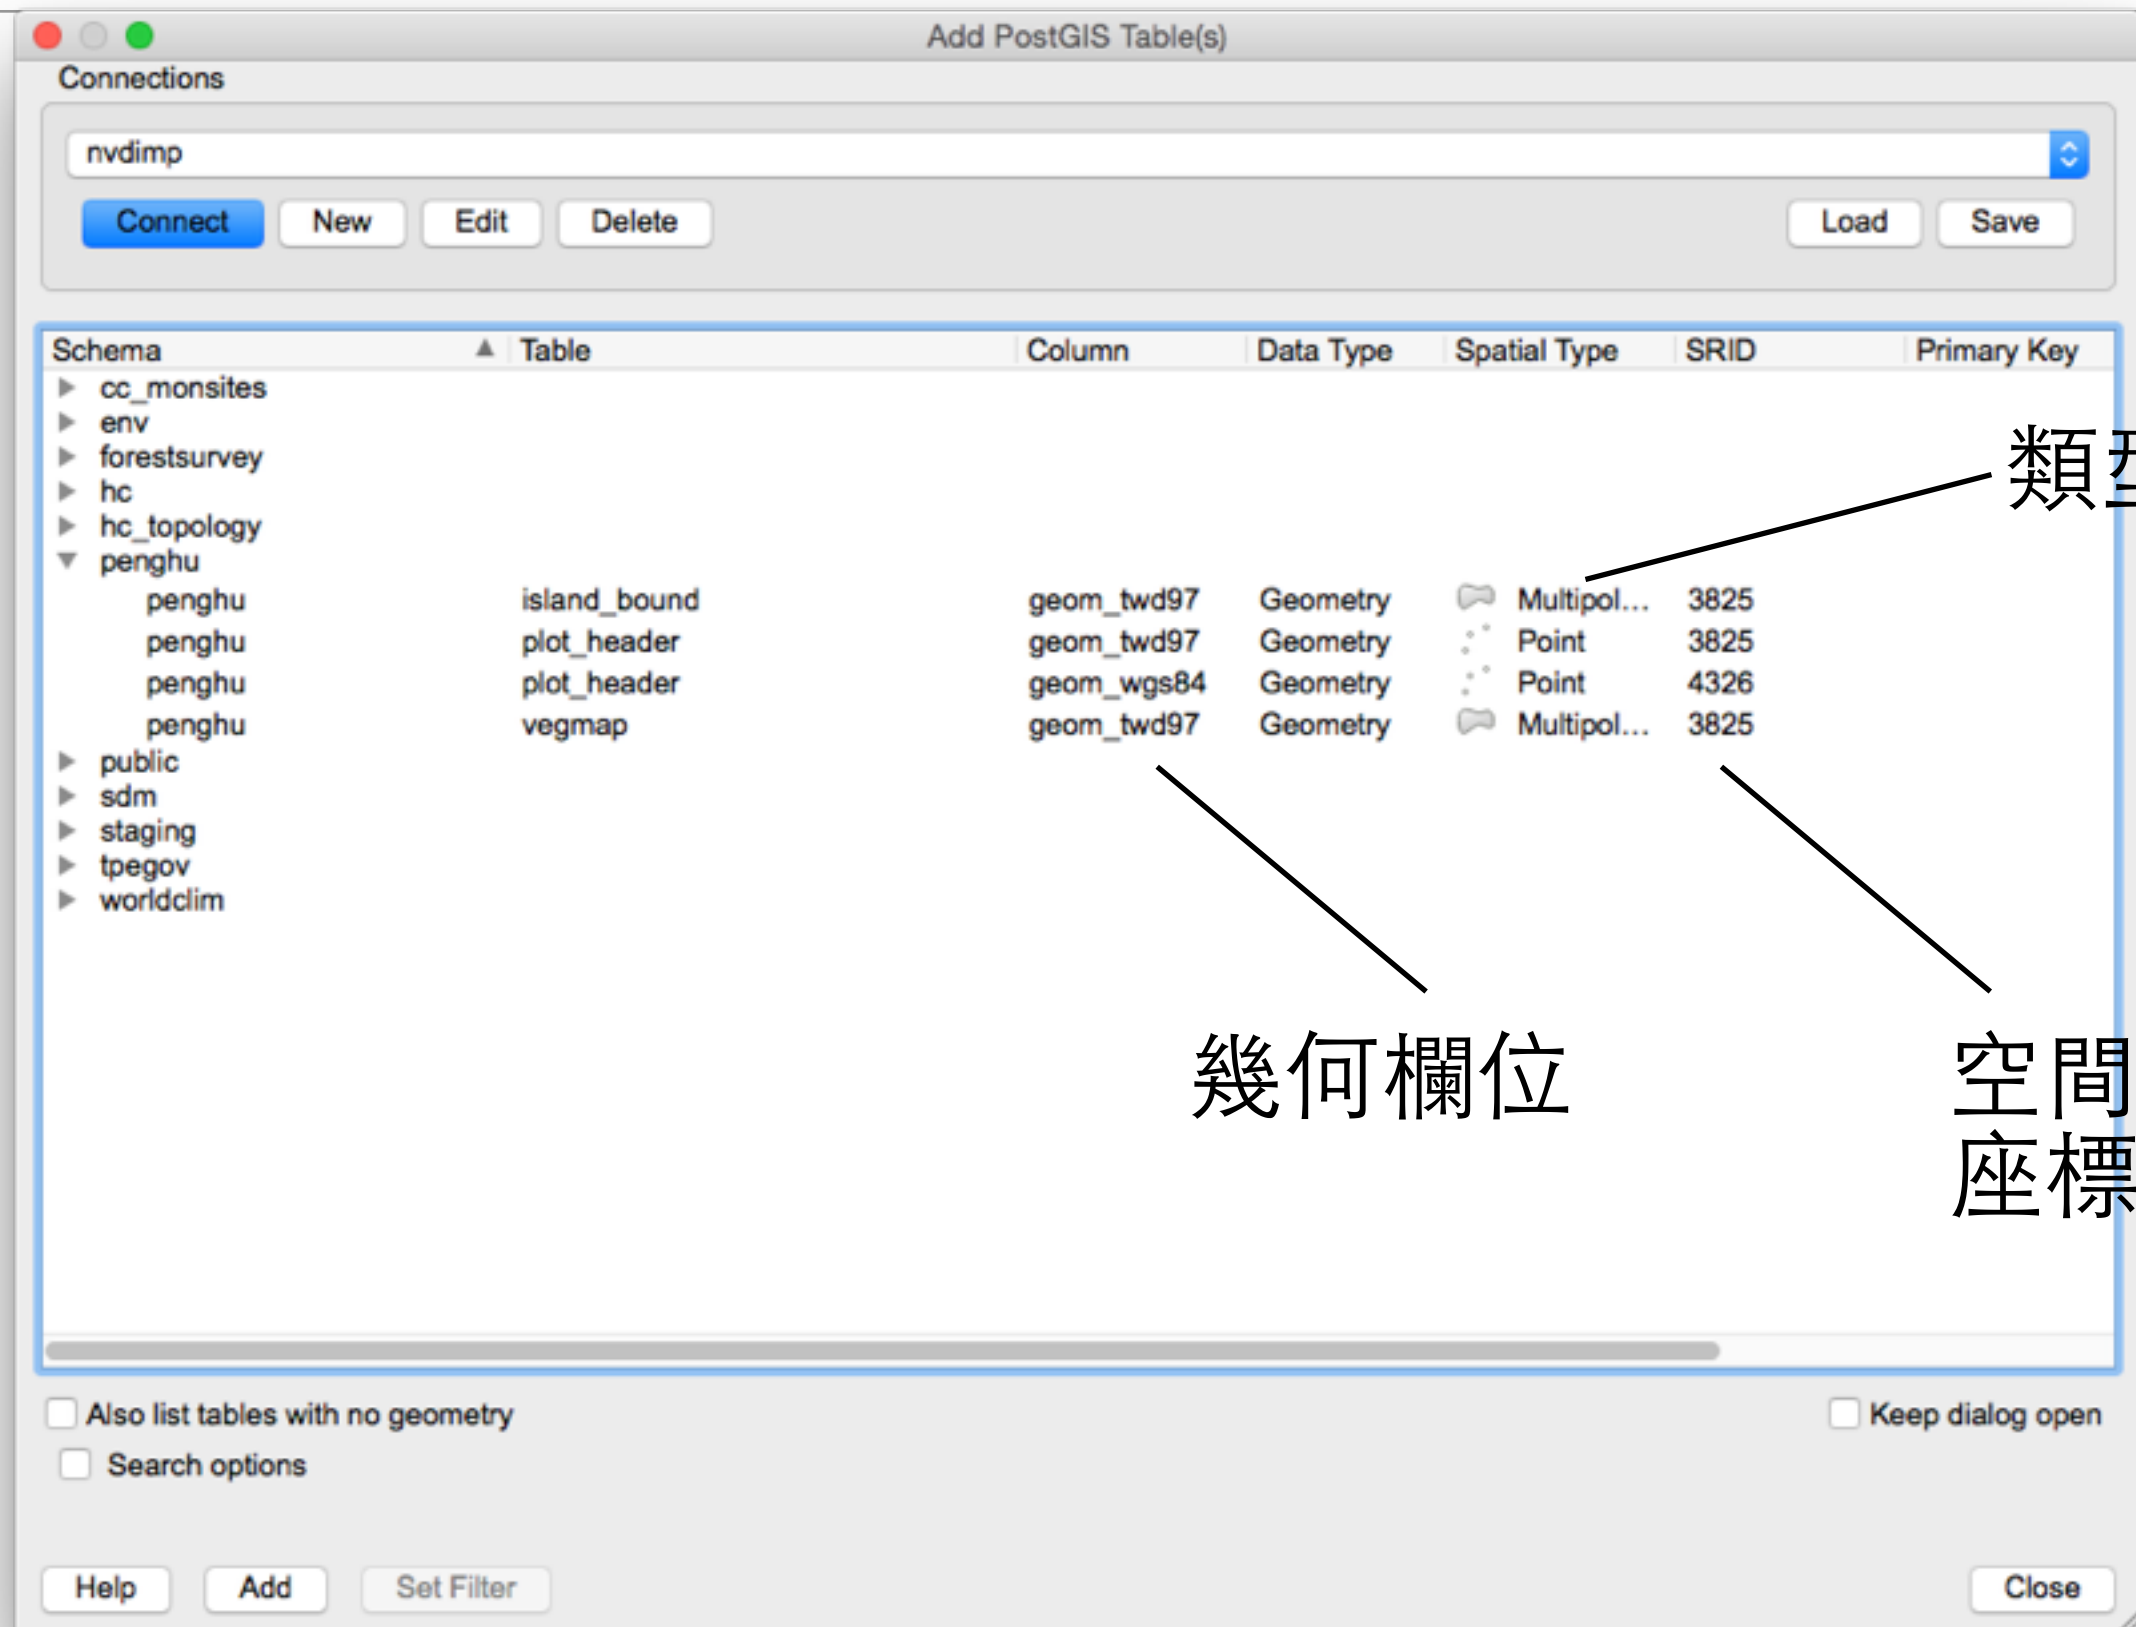 Add PostGIS Table(s)
Connections
nvdimp
Connect New Edit Delete Load Save
Schema Table Column Data Type Spatial Type SRID Primary Key
cc_monsites
env
forestsurvey
類型
hc
hc_topology
penghu
penghu island_bound geom_twd97 Geometry Multipol... 3825
penghu plot_header geom_twd97 Geometry Point 3825
penghu plot_header geom_wgs84 Geometry Point 4326
penghu vegmap geom_twd97 Geometry Multipol... 3825
public
sdm
staging
tpegov
worldclim
幾何欄位 空間
座標
Also list tables with no geometry Keep dialog open
Search options
Help Add Set Filter Close